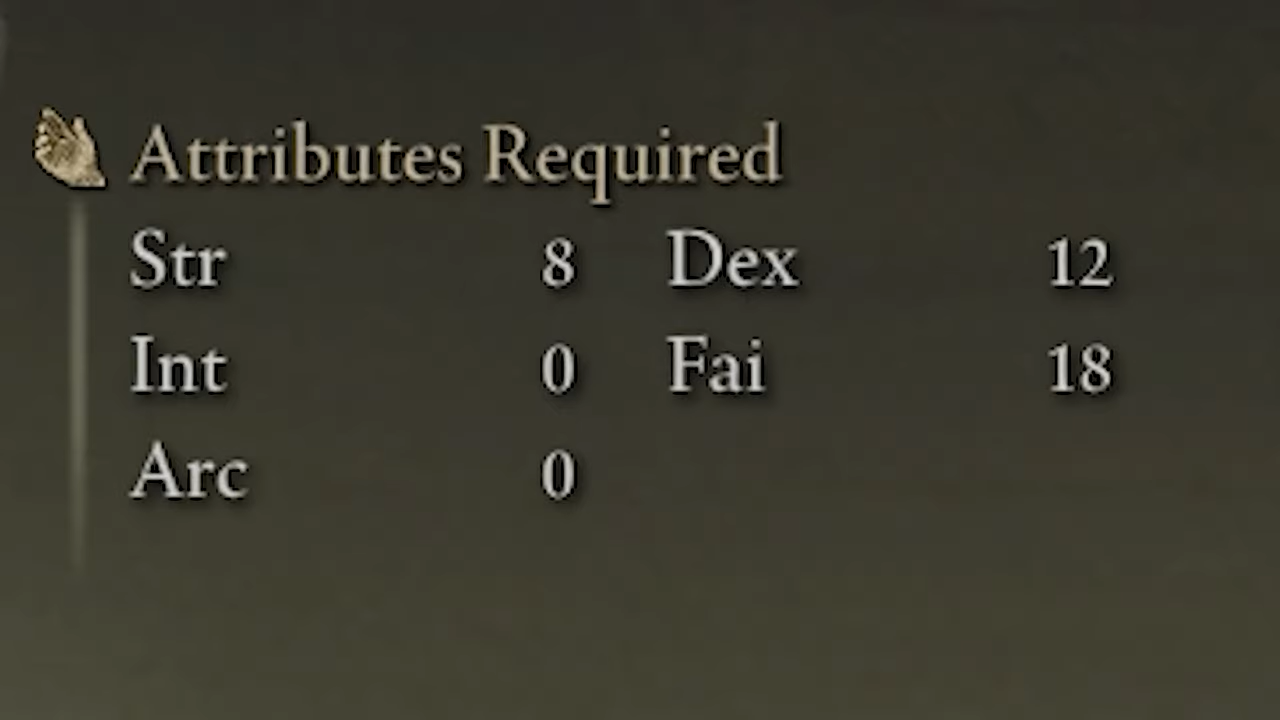 Attributes Required
Str 8 Dex 12
Int 0 Fai 18
Arc 0